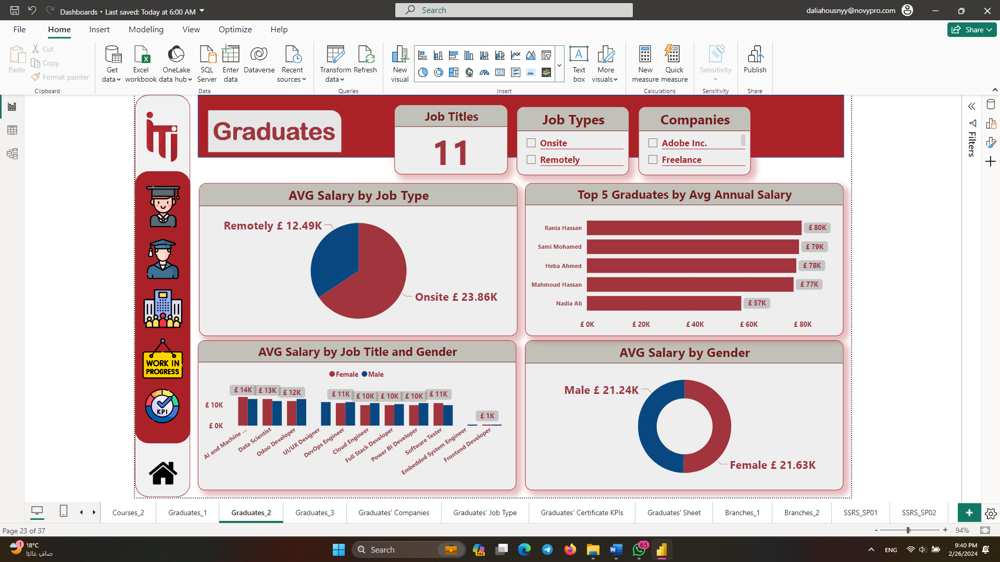 Dashboards • Last saved: Today at 6:00 AM
Search
daliahousnyy@novypro.com
File
Home
Insert
Modeling
View
Optimize
Help
Share
Paste
Cut
Copy
Format painter
Get data
Excel workbook
OneLake data hub
SQL Server
Enter data
Dataverse
Recent sources
Transform data
Refresh
New visual
123
A
Text box
More visuals
New measure
Quick measure
Sensitivity
Publish
Clipboard
Data
Queries
Insert
Calculations
Sensitivity
Share
iTi
Graduates
Job Titles
11
Job Types
Onsite
Remotely
Companies
Adobe Inc.
Freelance
Filters
WORK IN
PROGRESS
KPI
AVG Salary by Job Type
Remotely £ 12.49K
Onsite £ 23.86K
Top 5 Graduates by Avg Annual Salary
Rania Hassan £ 80K
Sami Mohamed £ 79K
Heba Ahmed £ 78K
Mahmoud Hassan £ 77K
Nadia Ali £ 57K
£ 0K £ 20K £ 40K £ 60K £ 80K
AVG Salary by Job Title and Gender
Female Male
£ 14K £ 13K £ 12K £ 11K £ 10K £ 10K £ 10K £ 11K £ 1K
£ 10K
£ 0K
AI and Machine ...
Data Scientist
Odoo Developer
UI/UX Designer
DevOps Engineer
Cloud Engineer
Full Stack Developer
Power BI Developer
Software Tester
Embedded System Engineer
Frontend Developer
AVG Salary by Gender
Male £ 21.24K
Female £ 21.63K
Courses_2
Graduates_1
Graduates_2
Graduates_3
Graduates' Companies
Graduates' Job Type
Graduates' Certificate KPIs
Graduates' Sheet
Branches_1
Branches_2
SSRS_SP01
SSRS_SP02
Page 23 of 37
- + 94%
1
18°C
صافٍ غالبًا
Search
PRE
65
ENG
9:40 PM
2/26/2024